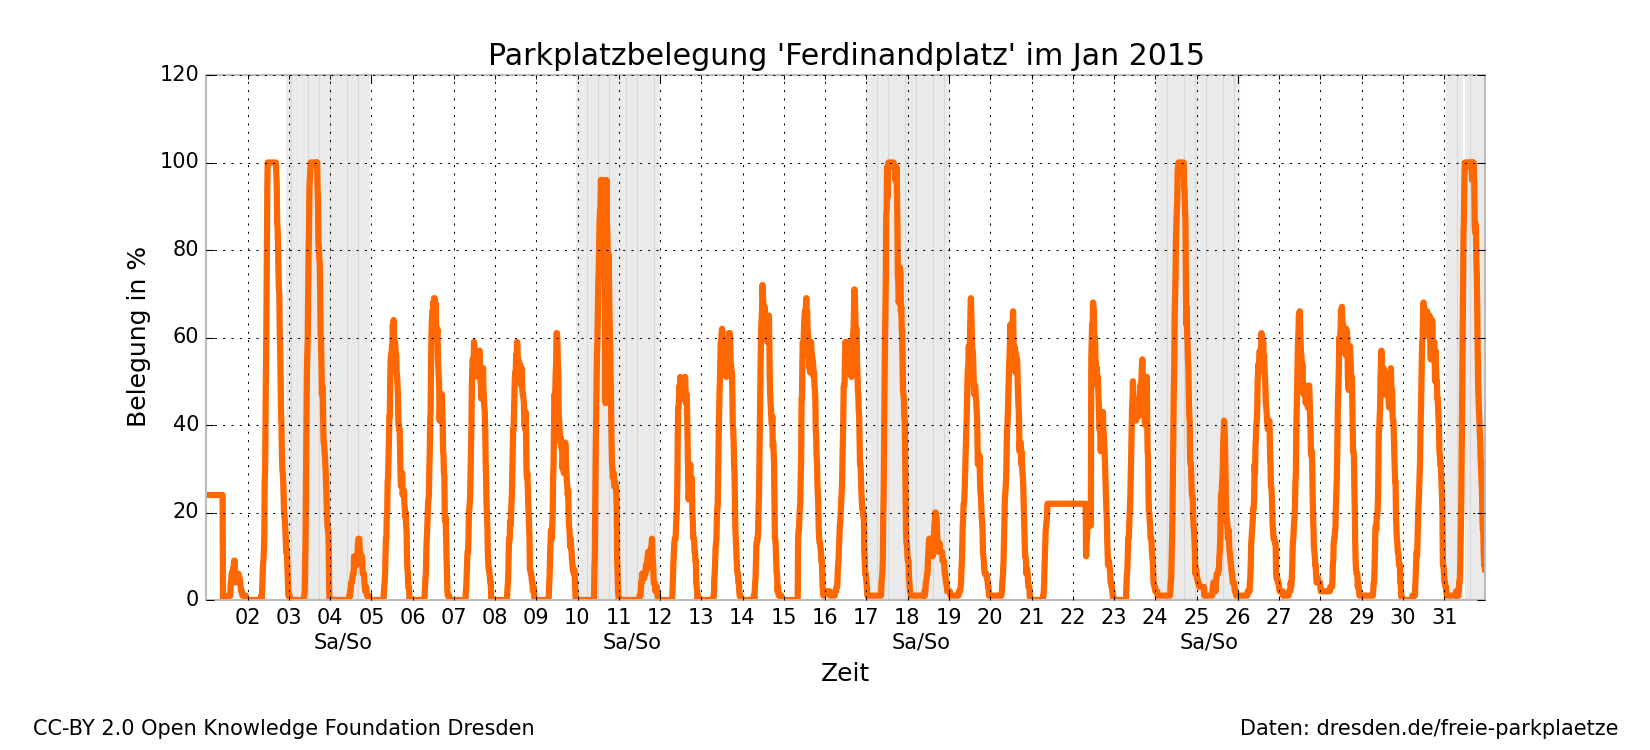 Parkplatzbelegung 'Ferdinandplatz' im Jan 2015
120
100
80
60
40
20
0
Belegung in %
02 03 04 05 06 07 08 09 10 11 12 13 14 15 16 17 18 19 20 21 22 23 24 25 26 27 28 29 30 31
Sa/So Sa/So Sa/So Sa/So
Zeit
CC-BY 2.0 Open Knowledge Foundation Dresden
Daten: dresden.de/freie-parkplaetze